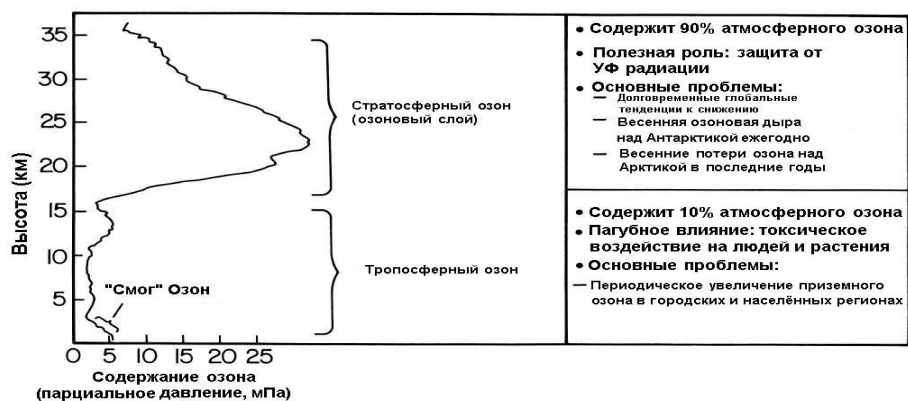 35
30
25
20
15
10
5
Высота (км)
"Смог" Озон
0 5 10 15 20 25
Содержание озона
(парциальное давление, мПа)
Стратосферный озон
(озоновый слой)
Тропосферный озон
• Содержит 90% атмосферного озона
• Полезная роль: защита от
УФ радиации
• Основные проблемы:
— Долговременные глобальные
тенденции к снижению
— Весенняя озоновая дыра
над Антарктикой ежегодно
— Весенние потери озона над
Арктикой в последние годы
• Содержит 10% атмосферного озона
• Пагубное влияние: токсическое
воздействие на людей и растения
• Основные проблемы:
— Периодическое увеличение приземного
озона в городских и населённых регионах